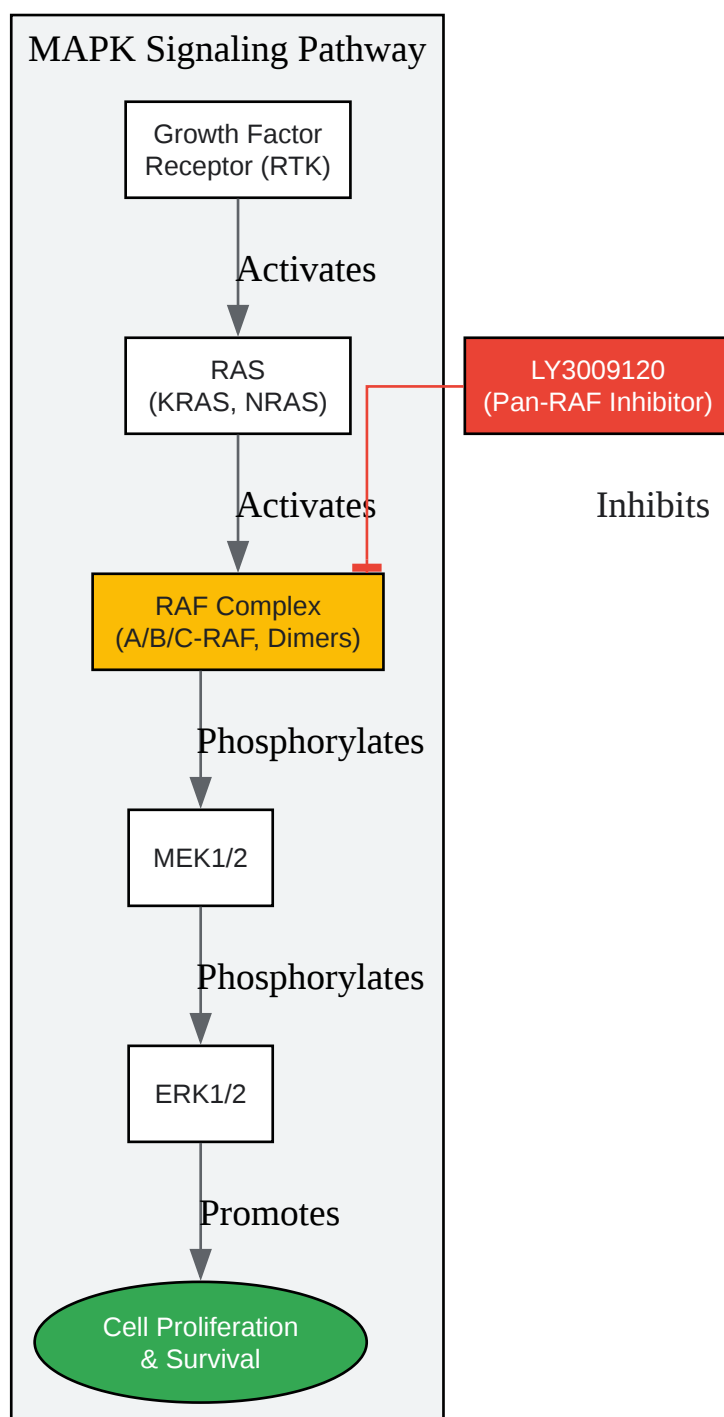 MAPK Signaling Pathway
Growth Factor
Receptor (RTK)
Activates
RAS
(KRAS, NRAS)
LY3009120
(Pan-RAF Inhibitor)
Activates
Inhibits
RAF Complex
(A/B/C-RAF, Dimers)
Phosphorylates
MEK1/2
Phosphorylates
ERK1/2
Promotes
Cell Proliferation
& Survival